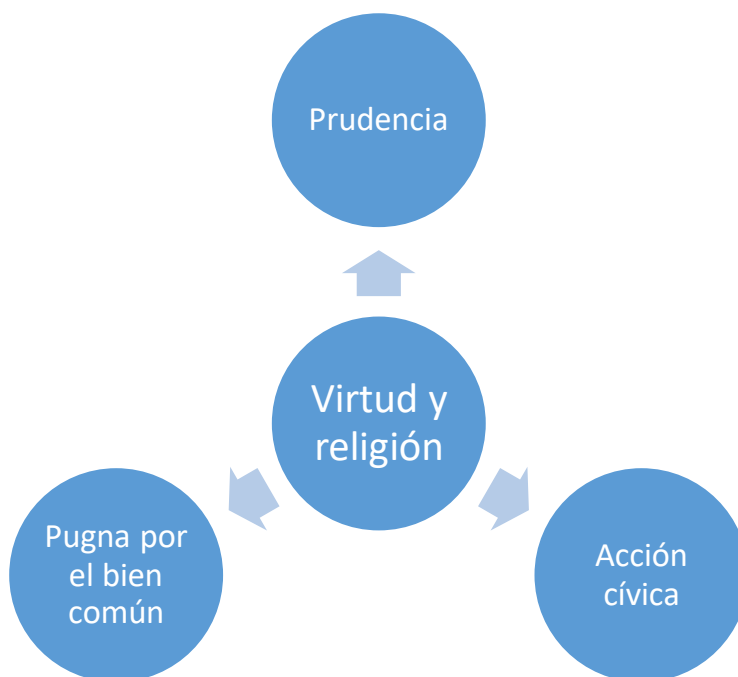 Prudencia
Virtud y
religión
Pugna por
el bien
común
Acción
cívica